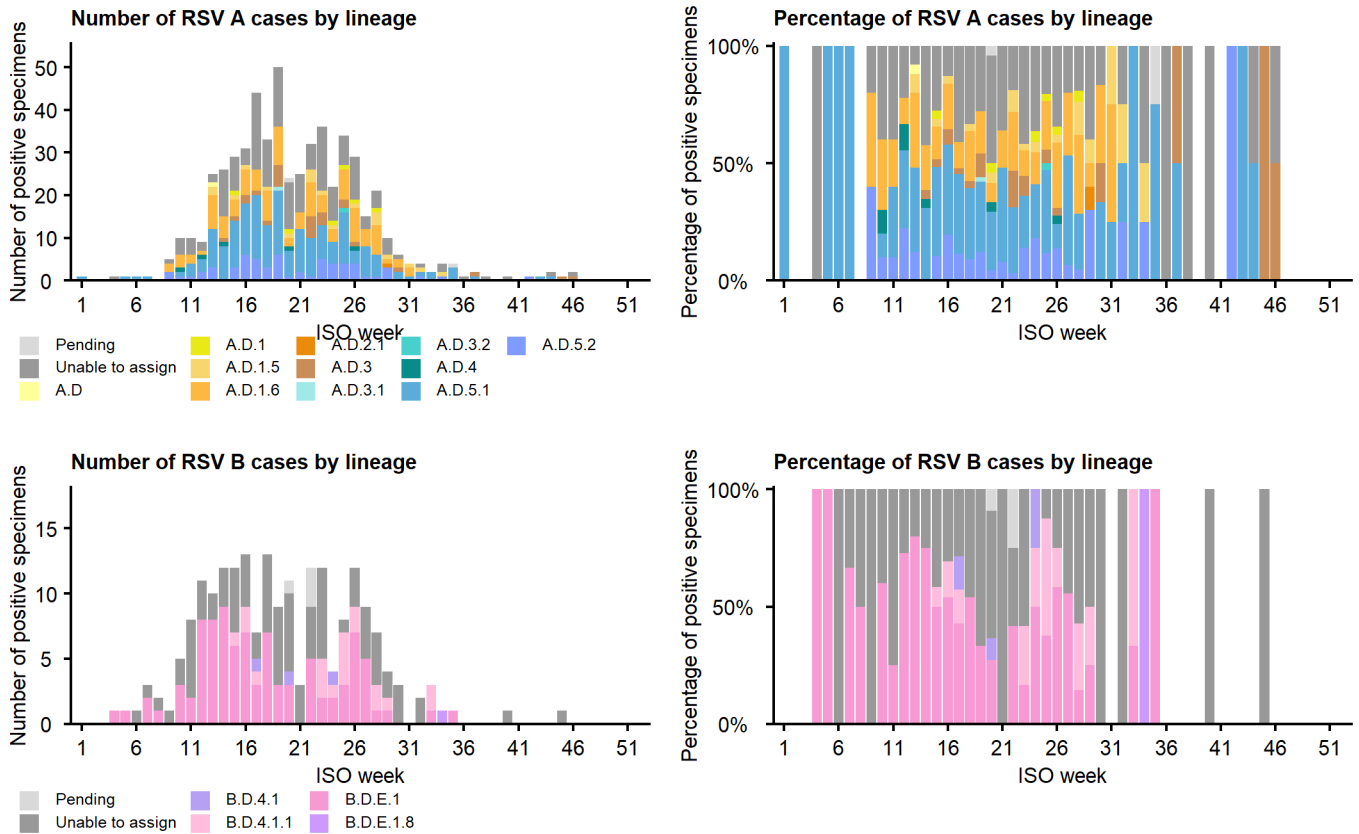 Number of RSV A cases by lineage
Number of positive specimens
50
40
30
20
10
0
1 6 11 16 21 26 31 36 41 46 51
ISO week
Pending
Unable to assign
A.D
A.D.1
A.D.1.5
A.D.1.6
A.D.2.1
A.D.3
A.D.3.1
A.D.3.2
A.D.4
A.D.5.1
A.D.5.2
Percentage of RSV A cases by lineage
Percentage of positive specimens
100%
50%
0%
1 6 11 16 21 26 31 36 41 46 51
ISO week
Number of RSV B cases by lineage
Number of positive specimens
15
10
5
0
1 6 11 16 21 26 31 36 41 46 51
ISO week
Pending
Unable to assign
B.D.4.1
B.D.4.1.1
B.D.E.1
B.D.E.1.8
Percentage of RSV B cases by lineage
Percentage of positive specimens
100%
50%
0%
1 6 11 16 21 26 31 36 41 46 51
ISO week